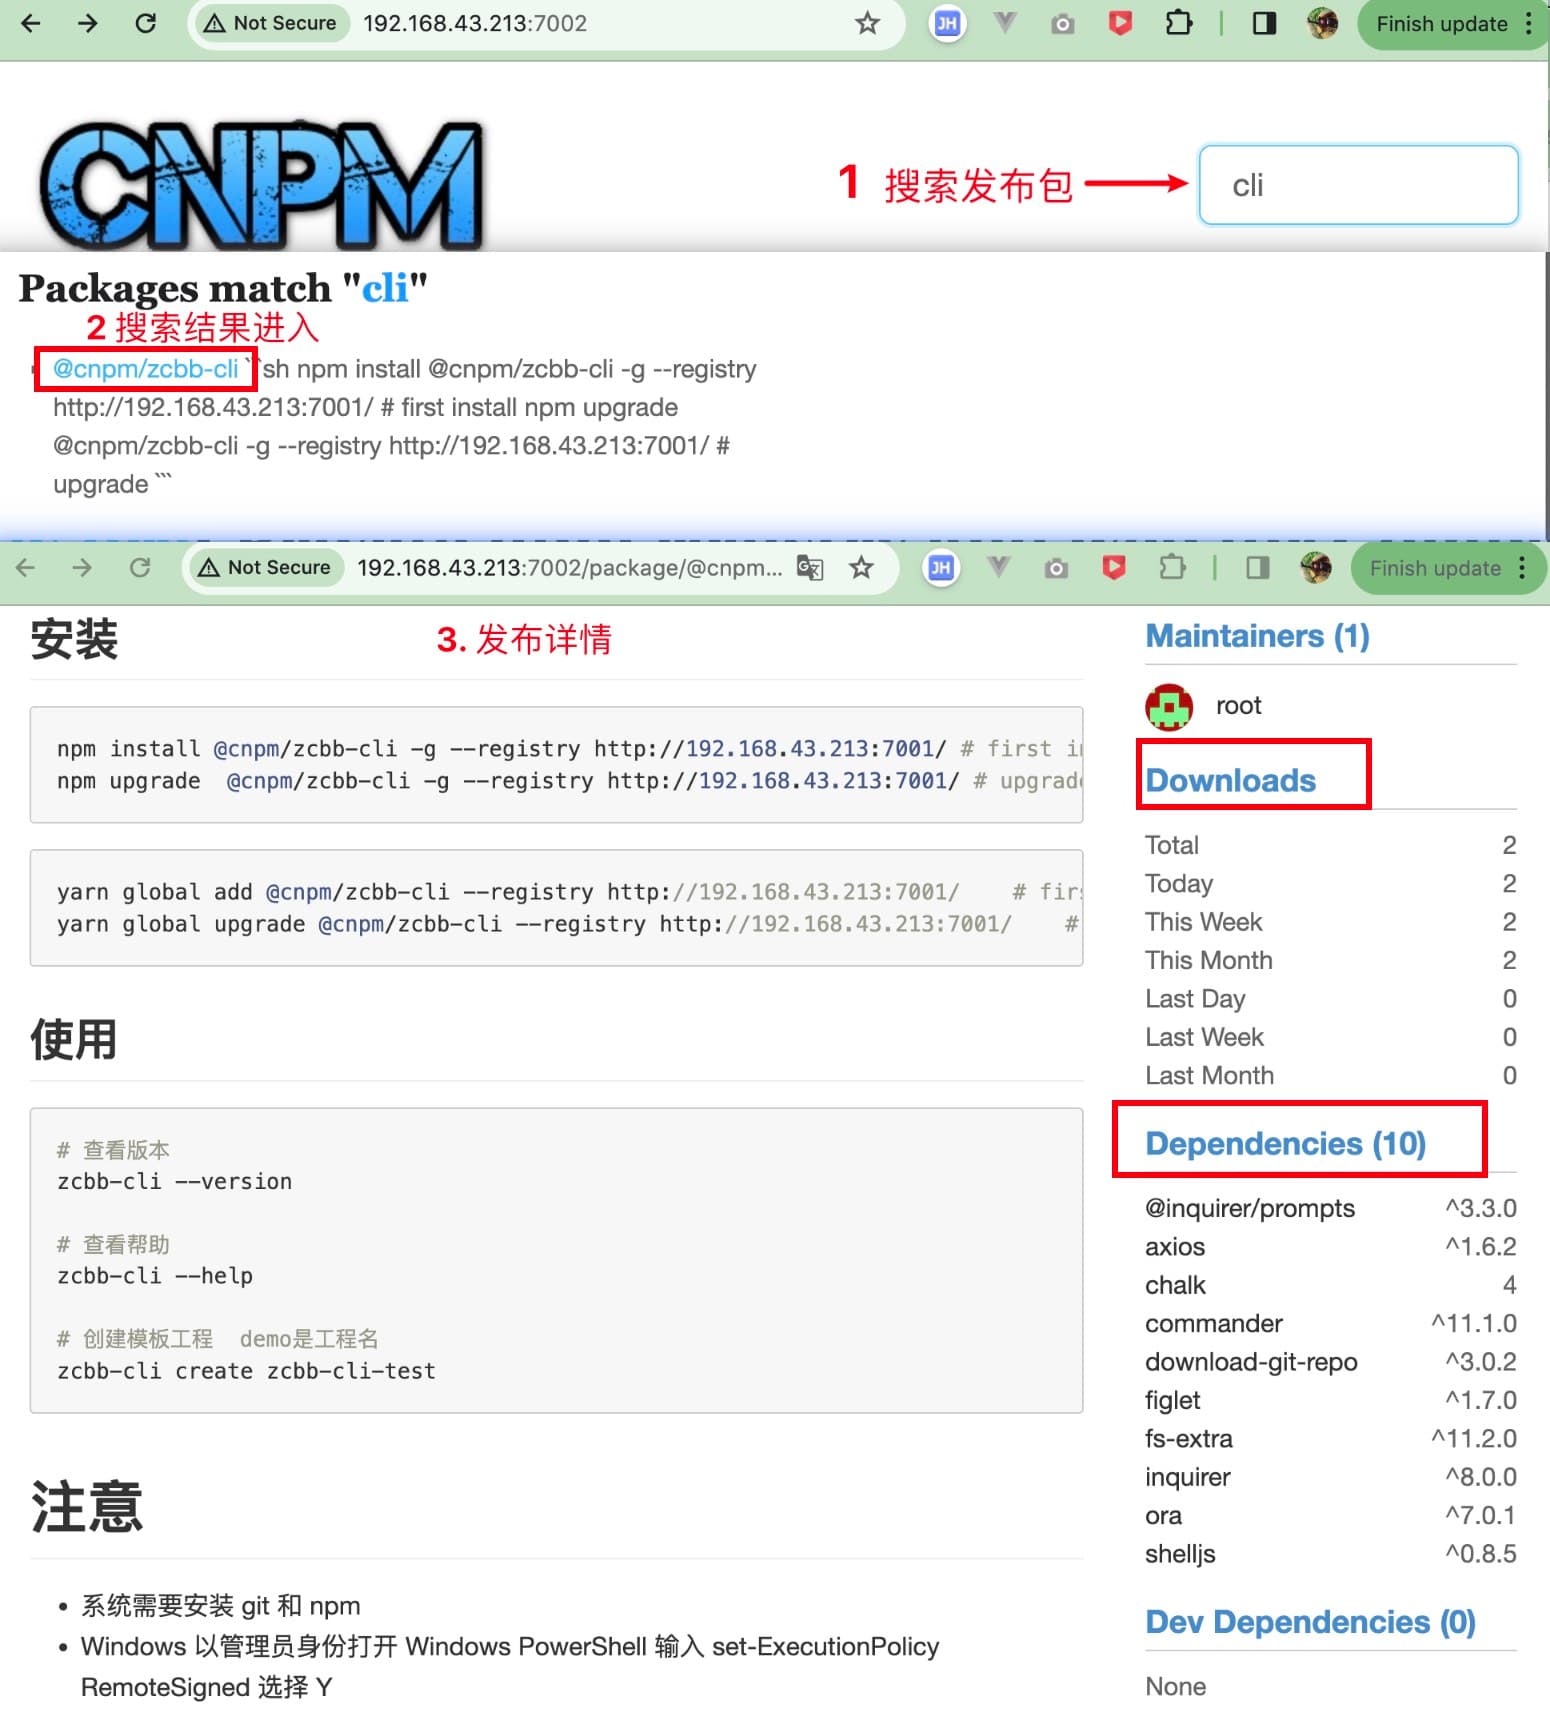 Not Secure 192.168.43.213:7002 JH Finish update
CNPM
1 搜索发布包 cli
Packages match "cli"
2 搜索结果进入
@cnpm/zcbb-cli ```sh npm install @cnpm/zcbb-cli -g --registry
http://192.168.43.213:7001/ # first install npm upgrade
@cnpm/zcbb-cli -g --registry http://192.168.43.213:7001/ #
upgrade ```
Not Secure 192.168.43.213:7002/package/@cnpm... JH Finish update
安装
3. 发布详情
npm install @cnpm/zcbb-cli -g --registry http://192.168.43.213:7001/ # first
npm upgrade  @cnpm/zcbb-cli -g --registry http://192.168.43.213:7001/ # upgrade
yarn global add @cnpm/zcbb-cli --registry http://192.168.43.213:7001/    # firs
yarn global upgrade @cnpm/zcbb-cli --registry http://192.168.43.213:7001/    #
使用
# 查看版本
zcbb-cli --version
# 查看帮助
zcbb-cli --help
# 创建模板工程  demo是工程名
zcbb-cli create zcbb-cli-test
注意
• 系统需要安装 git 和 npm
• Windows 以管理员身份打开 Windows PowerShell 输入 set-ExecutionPolicy
RemoteSigned 选择 Y
Maintainers (1)
root
Downloads
Total 2
Today 2
This Week 2
This Month 2
Last Day 0
Last Week 0
Last Month 0
Dependencies (10)
@inquirer/prompts ^3.3.0
axios ^1.6.2
chalk 4
commander ^11.1.0
download-git-repo ^3.0.2
figlet ^1.7.0
fs-extra ^11.2.0
inquirer ^8.0.0
ora ^7.0.1
shelljs ^0.8.5
Dev Dependencies (0)
None